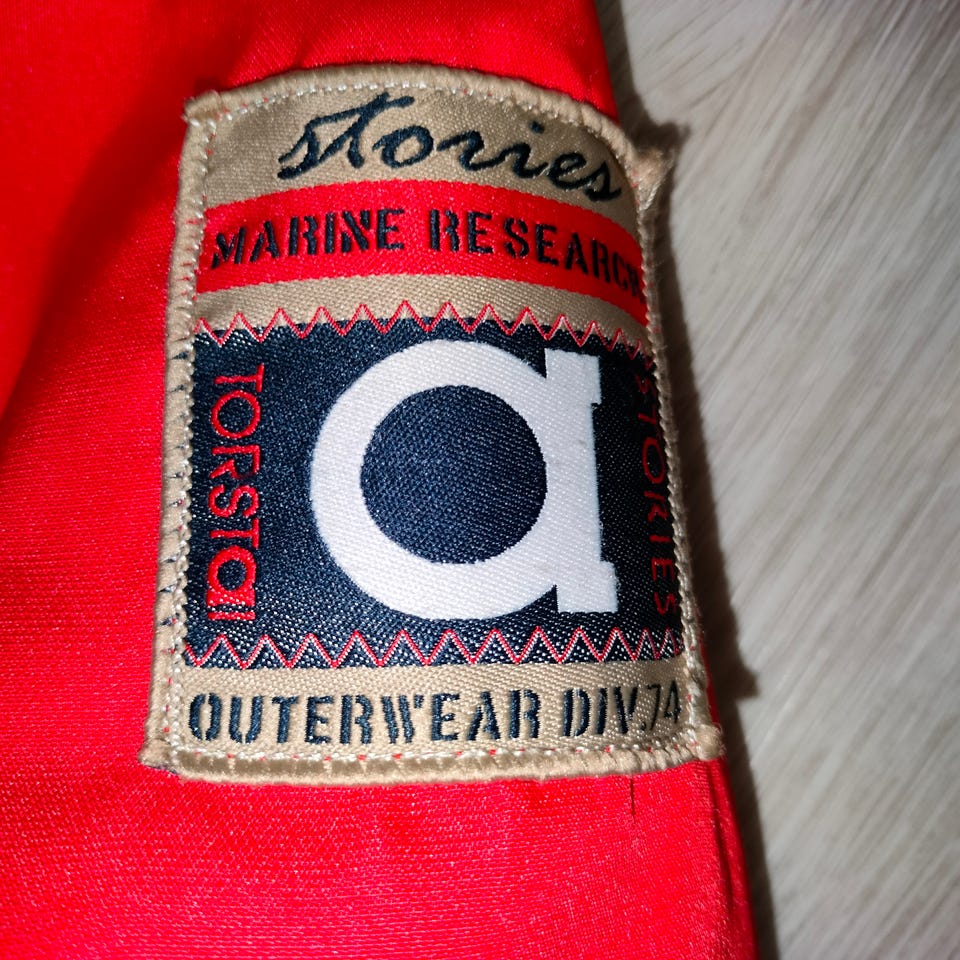 stories
MARINE RESEARCH
TORSTAI
a
STORIES
OUTERWEAR DIV.74